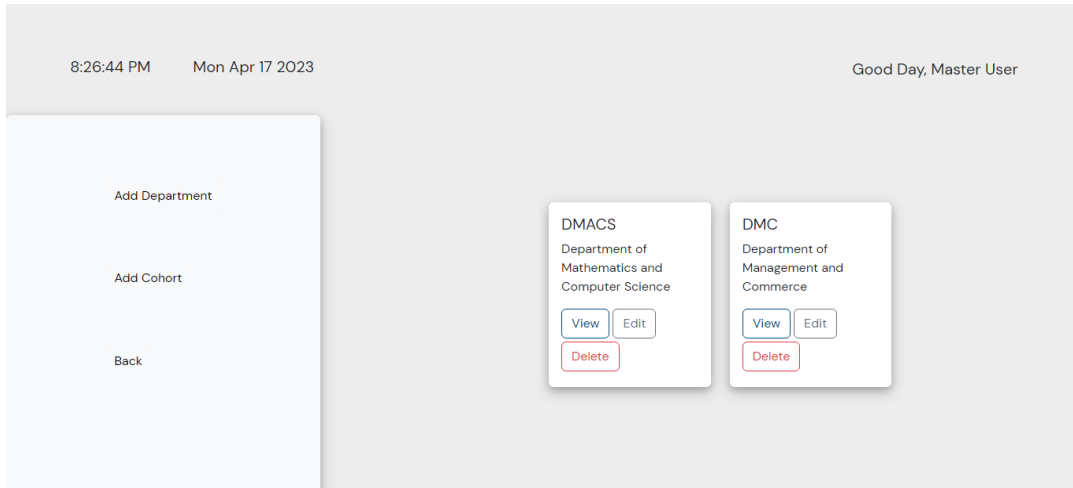 8:26:44 PM Mon Apr 17 2023
Good Day, Master User
Add Department
Add Cohort
Back
DMACS
Department of
Mathematics and
Computer Science
View Edit
Delete
DMC
Department of
Management and
Commerce
View Edit
Delete